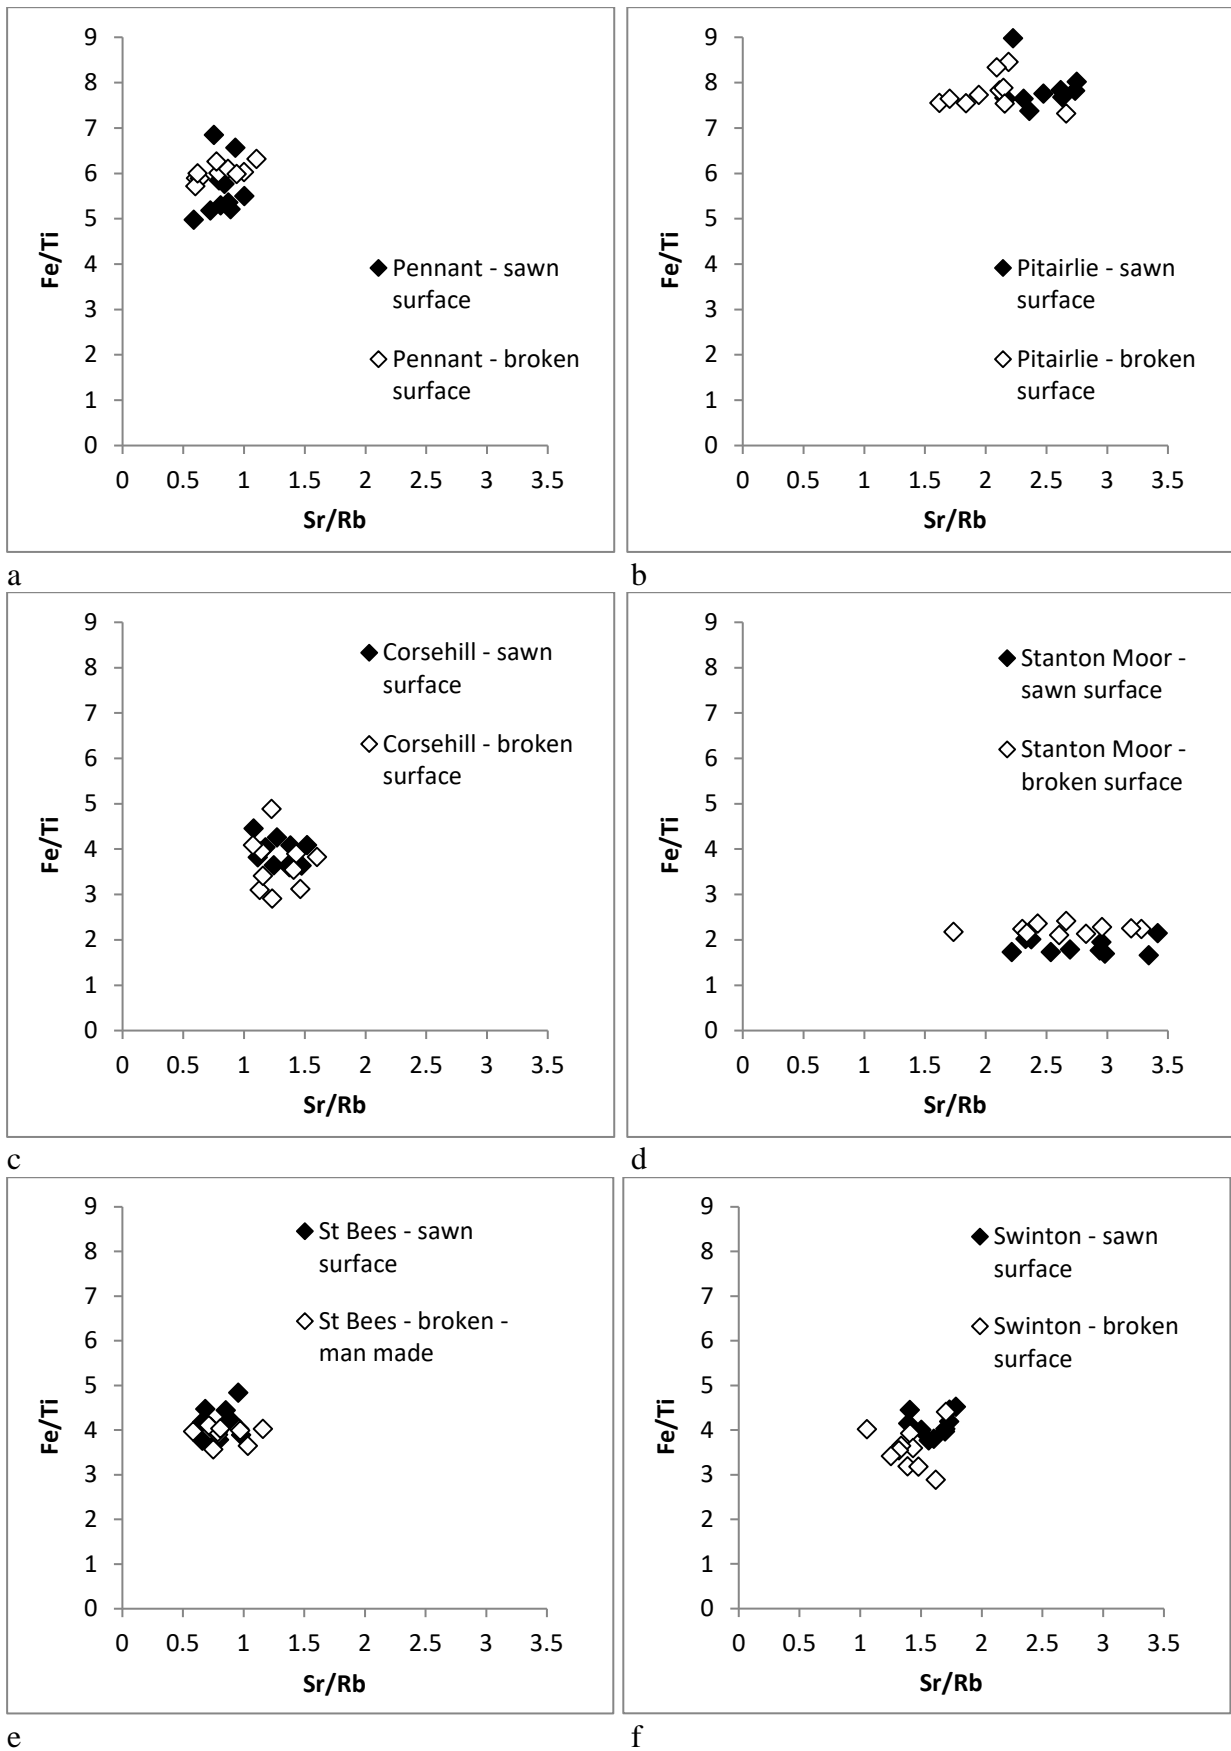 9
8
7
6
5
4
3
2
1
0
Fe/Ti
Pennant - sawn
surface
Pennant - broken
surface
0 0.5 1 1.5 2 2.5 3 3.5
Sr/Rb
a
9
8
7
6
5
4
3
2
1
0
Fe/Ti
Pitairlie - sawn
surface
Pitairlie - broken
surface
0 0.5 1 1.5 2 2.5 3 3.5
Sr/Rb
b
9
8
7
6
5
4
3
2
1
0
Fe/Ti
Corsehill - sawn
surface
Corsehill - broken
surface
0 0.5 1 1.5 2 2.5 3 3.5
Sr/Rb
c
9
8
7
6
5
4
3
2
1
0
Fe/Ti
Stanton Moor -
sawn surface
Stanton Moor -
broken surface
0 0.5 1 1.5 2 2.5 3 3.5
Sr/Rb
d
9
8
7
6
5
4
3
2
1
0
Fe/Ti
St Bees - sawn
surface
St Bees - broken -
man made
0 0.5 1 1.5 2 2.5 3 3.5
Sr/Rb
e
9
8
7
6
5
4
3
2
1
0
Fe/Ti
Swinton - sawn
surface
Swinton - broken
surface
0 0.5 1 1.5 2 2.5 3 3.5
Sr/Rb
f